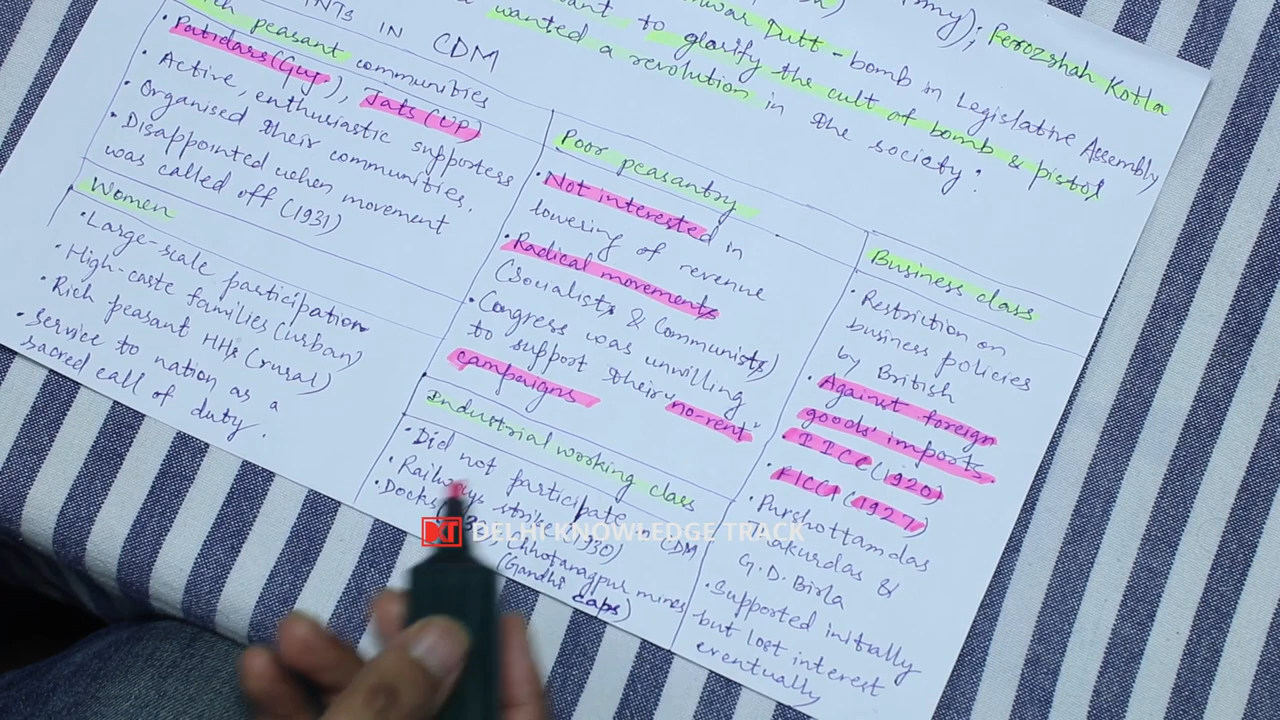 (my); Ferozshah Kotla
Dutt - bomb in Legislative Assembly
to glorify the cult of bomb & pistol
wanted a revolution in the society.
IN CDM
peasant communities
• Patidars (Guj), Jats (UP)
• Active, enthusiastic supporters
• Organised their communities.
• Disappointed when movement
was called off (1931)
Women
• Large-scale participation
• High-caste families (urban)
• Rich peasant HHs (rural)
• Service to nation as a
sacred call of duty.
Poor peasantry
• Not interested in
lowering of revenue
• Radical movements
(Socialists & Communists)
• Congress was unwilling
to support their "no-rent"
campaigns
Industrial working class
• Did not participate in CDM
• Railways strike (1930)
Chhotanagpur mines
(Gandhi caps)
Business class
• Restriction on
business policies
by British
• Against foreign
goods' imports
• IICC (1920)
• FICCI (1927)
• Purshottamdas
&
G.D. Birla
• Supported initially
but lost interest
eventually
DKT DELHI KNOWLEDGE TRACK